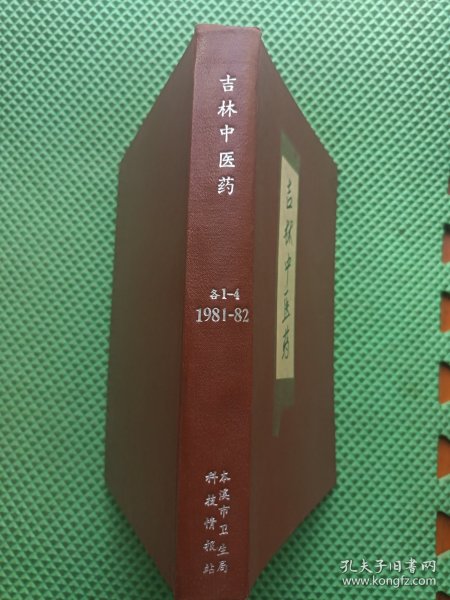 吉林中医药
各1-4
1981-82
本溪市卫生局
科技情报站
吉林中医药
孔夫子旧书网
www.kongfz.com